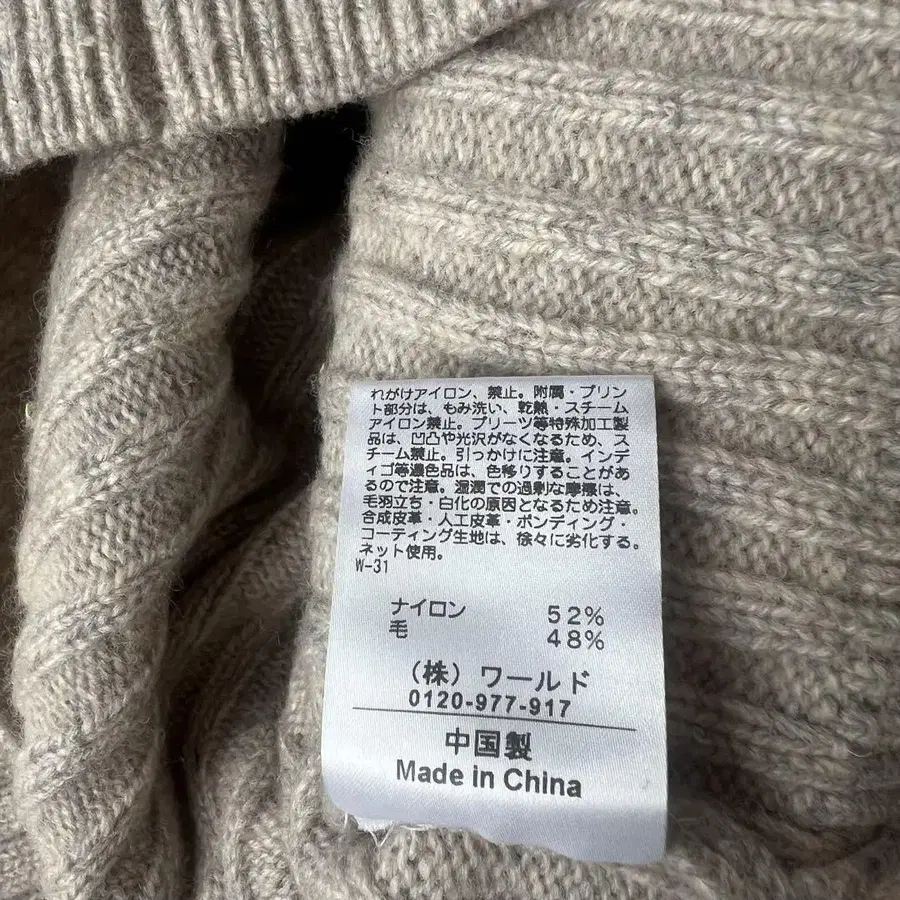 れがけアイロン、禁止。附属・プリン
ト部分は、もみ洗い、乾熱・スチーム
アイロン禁止。プリーツ等特殊加工製
品は、凹凸や光沢がなくなるため、ス
チーム禁止。引っかけに注意。インデ
ィゴ等濃色品は、色移りすることがあ
るので注意。湿潤での過剰な摩擦は、
毛羽立ち・白化の原因となるため注意。
合成皮革・人工皮革・ボンディング・
コーティング生地は、徐々に劣化する。
ネット使用。
W-31
ナイロン 52%
毛 48%
（株）ワールド
0120-977-917
中国製
Made in China